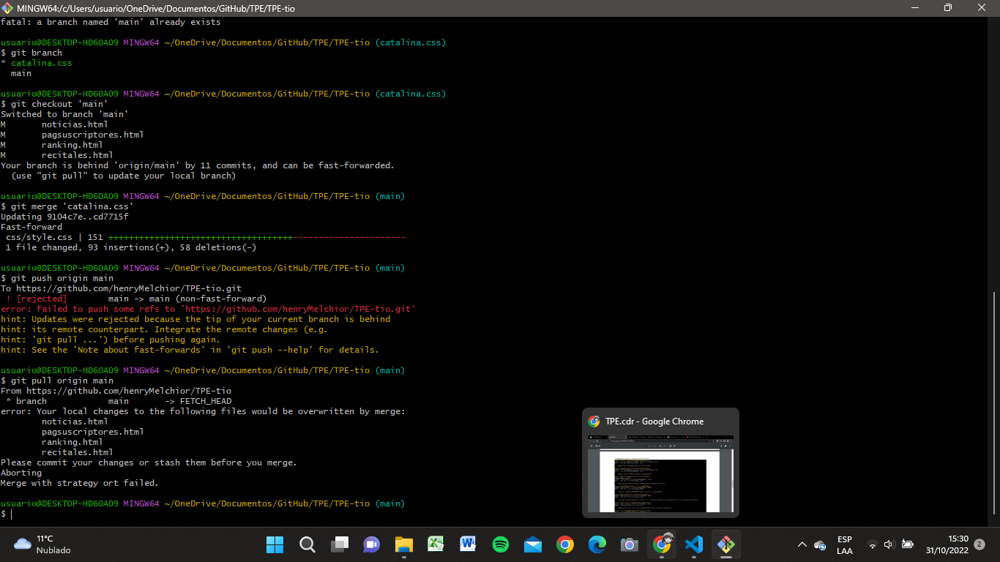 MINGW64:/c/Users/usuario/OneDrive/Documentos/GitHub/TPE/TPE-tio
fatal: a branch named 'main' already exists
usuario@DESKTOP-HD6OAO9 MINGW64 ~/OneDrive/Documentos/GitHub/TPE/TPE-tio (catalina.css)
$ git branch
* catalina.css
  main
usuario@DESKTOP-HD6OAO9 MINGW64 ~/OneDrive/Documentos/GitHub/TPE/TPE-tio (catalina.css)
$ git checkout 'main'
Switched to branch 'main'
M       noticias.html
M       pagsuscriptores.html
M       ranking.html
M       recitales.html
Your branch is behind 'origin/main' by 11 commits, and can be fast-forwarded.
  (use "git pull" to update your local branch)
usuario@DESKTOP-HD6OAO9 MINGW64 ~/OneDrive/Documentos/GitHub/TPE/TPE-tio (main)
$ git merge 'catalina.css'
Updating 9104c7e..cd7715f
Fast-forward
 css/style.css | 151 ++++++++++++++++++++++++++++++++++++----------------------
 1 file changed, 93 insertions(+), 58 deletions(-)
usuario@DESKTOP-HD6OAO9 MINGW64 ~/OneDrive/Documentos/GitHub/TPE/TPE-tio (main)
$ git push origin main
To https://github.com/henryMelchior/TPE-tio.git
 ! [rejected]        main -> main (non-fast-forward)
error: failed to push some refs to 'https://github.com/henryMelchior/TPE-tio.git'
hint: Updates were rejected because the tip of your current branch is behind
hint: its remote counterpart. Integrate the remote changes (e.g.
hint: 'git pull ...') before pushing again.
hint: See the 'Note about fast-forwards' in 'git push --help' for details.
usuario@DESKTOP-HD6OAO9 MINGW64 ~/OneDrive/Documentos/GitHub/TPE/TPE-tio (main)
$ git pull origin main
From https://github.com/henryMelchior/TPE-tio
 * branch            main       -> FETCH_HEAD
error: Your local changes to the following files would be overwritten by merge:
        noticias.html
        pagsuscriptores.html
        ranking.html
        recitales.html
Please commit your changes or stash them before you merge.
Aborting
Merge with strategy ort failed.
usuario@DESKTOP-HD6OAO9 MINGW64 ~/OneDrive/Documentos/GitHub/TPE/TPE-tio (main)
$
TPE.cdr - Google Chrome
11°C
Nublado
ESP
LAA
15:30
31/10/2022
2